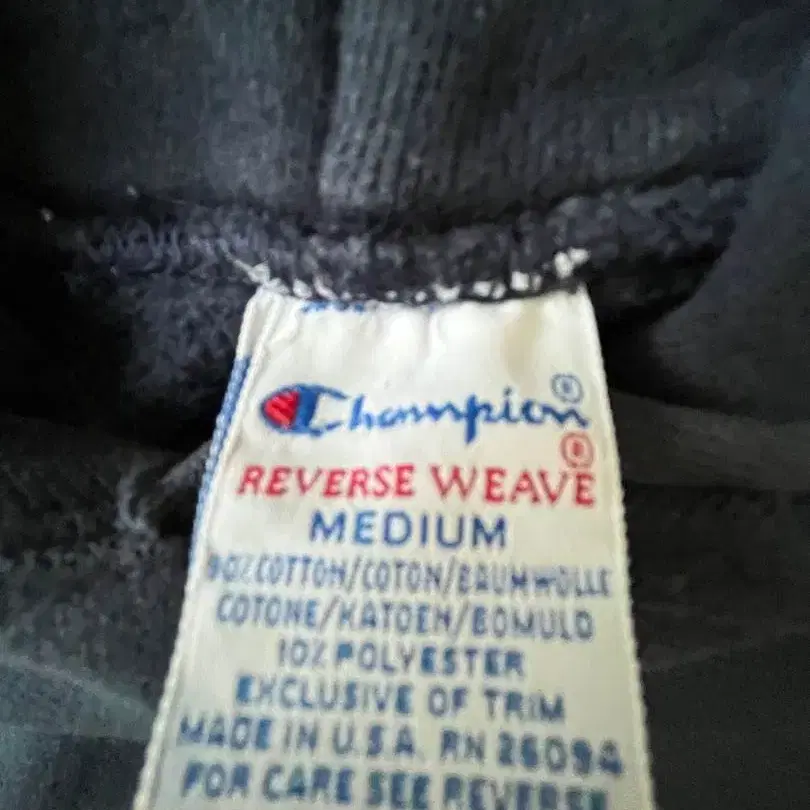 Champion®
REVERSE WEAVE®
MEDIUM
90% COTTON/COTON/BAUMWOLLE
COTONE/KATOEN/BOMULD
10% POLYESTER
EXCLUSIVE OF TRIM
MADE IN U.S.A. RN 26094
FOR CARE SEE REVERSE